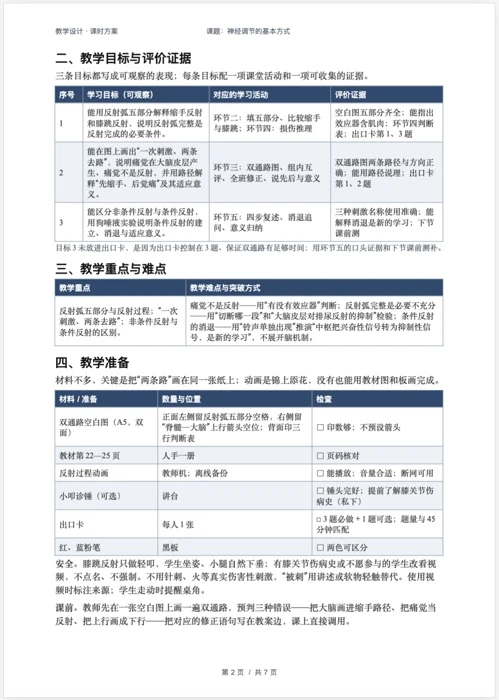 教学设计·课时方案
课题：神经调节的基本方式
二、教学目标与评价证据
三条目标都写成可观察的表现；每条目标配一项课堂活动和一项可收集的证据。
序号 学习目标（可观察） 对应的学习活动 评价证据
1
能用反射弧五部分解释缩手反射
和膝跳反射，说明反射弧完整是
反射完成的必要条件。
环节二：填五部分、比较缩手
与膝跳；环节四：损伤推理
空白图五部分齐全；能指出
效应器含肌肉；环节四判断
表；出口卡第 1、3 题
2
能在图上画出“一次刺激、两条
去路”，说明痛觉在大脑皮层产
生、痛觉不是反射，并用路径解
释“先缩手、后觉痛”及其适应意
义。
环节三：双通路图、组内互
评、全班修正、说先后与意义
双通路图两条路径与方向正
确；能用路径说理；出口卡
第 1、2 题
3
能区分非条件反射与条件反射，
用狗唾液实验说明条件反射的建
立、消退与适应意义。
环节五：四步复述、消退追
问、意义归纳
三种刺激名称使用准确；能
解释消退是新的学习；下节
课前测
目标 3 未放进出口卡，是因为出口卡控制在 3 题、保证双通路有足够时间；用环节五的口头证据和下节课前测补。
三、教学重点与难点
教学重点 教学难点与突破方式
反射弧五部分与反射过程；“一次
刺激、两条去路”；非条件反射与
条件反射的区别。
痛觉不是反射——用“有没有效应器”判断；反射弧完整是必要不充分
——用“切断哪一段”和“大脑皮层对排尿反射的抑制”检验；条件反射
的消退——用“铃声单独出现”推演“中枢把兴奋性信号转为抑制性信
号，是新的学习”，不展开脑机制。
四、教学准备
材料不多，关键是把“两条路”画在同一张纸上；动画是锦上添花，没有也能用教材图和板画完成。
材料 / 准备 数量与位置 检查
双通路空白图（A5，双
面）
正面左侧留反射弧五部分空格，右侧留
“脊髓—大脑”上行箭头空位；背面印三
行判断表
□ 印数够；不预设箭头
教材第 22—25 页 人手一册 □ 页码核对
反射过程动画 教师机；离线备份 □ 能播放；音量合适；断网可用
小叩诊锤（可选） 讲台
□ 锤头完好；提前了解膝关节伤
病史（私下）
出口卡 每人 1 张
□ 3 题必做 + 1 题可选；题量与 45
分钟匹配
红、蓝粉笔 黑板 □ 两色可区分
安全。膝跳反射只做轻叩，学生坐姿、小腿自然下垂；有膝关节伤病史或不愿参与的学生改看视
频，不点名、不强制。不用针刺、火等真实伤害性刺激，“被刺”用讲述或软物轻触替代。使用视
频时标注来源；学生走动时提醒桌角。
课前。教师先在一张空白图上画一遍双通路，预判三种错误——把大脑画进缩手路径、把痛觉当
反射、把上行画成下行——把对应的修正语句写在教案边，课上直接调用。
第 2 页 / 共 7 页